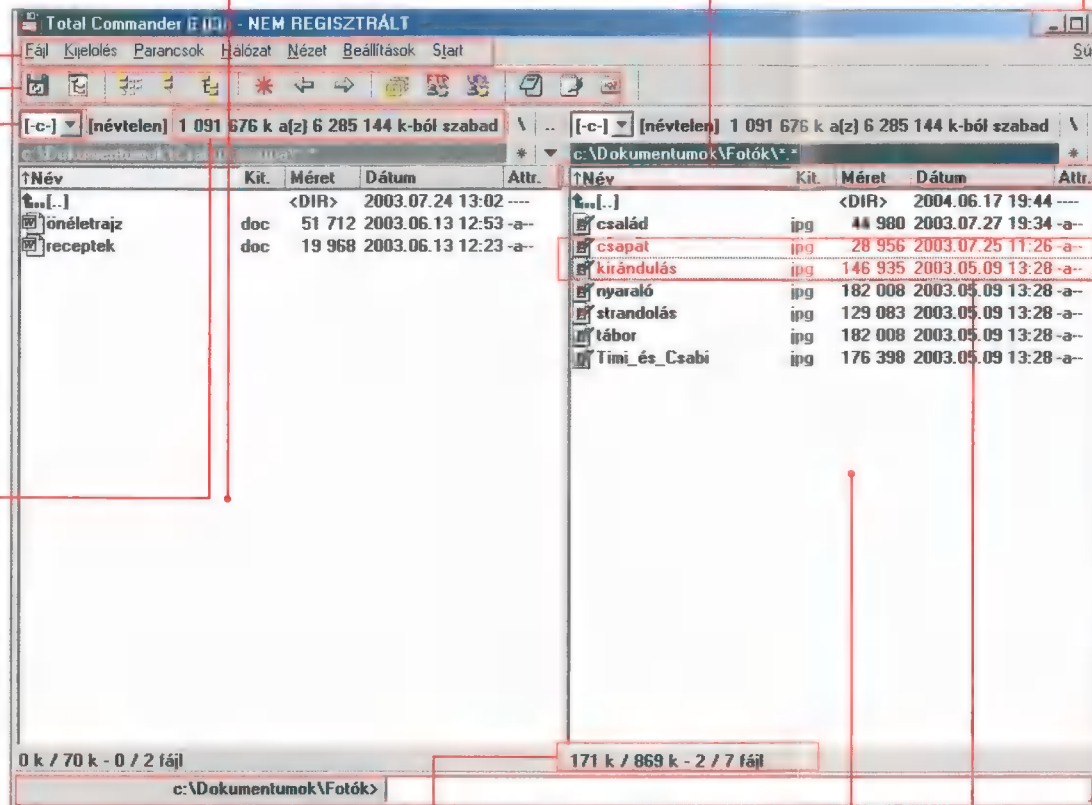 Total Commander - NEM REGISZTRÁLT
Fájl Kijelölés Parancsok Hálózat Nézet Beállítások Start
FTP
[-c-] [névtelen] 1 091 676 k a(z) 6 285 144 k-ból szabad \ ..
↑Név Kit. Méret Dátum Attr.
[..] <DIR> 2003.07.24 13:02 ----
önéletrajz doc 51 712 2003.06.13 12:53 -a--
receptek doc 19 968 2003.06.13 12:23 -a--
0 k / 70 k - 0 / 2 fájl
[-c-] [névtelen] 1 091 676 k a(z) 6 285 144 k-ból szabad \
c:\Dokumentumok\Fotók\*.* *
↑Név Kit. Méret Dátum Attr.
[..] <DIR> 2004.06.17 19:44 ----
család jpg 44 980 2003.07.27 19:34 -a--
csapat jpg 28 956 2003.07.25 11:26 -a--
kirándulás jpg 146 935 2003.05.09 13:28 -a--
nyaraló jpg 182 008 2003.05.09 13:28 -a--
strandolás jpg 129 083 2003.05.09 13:28 -a--
tábor jpg 182 008 2003.05.09 13:28 -a--
Timi_és_Csabi jpg 176 398 2003.05.09 13:28 -a--
171 k / 869 k - 2 / 7 fájl
c:\Dokumentumok\Fotók>